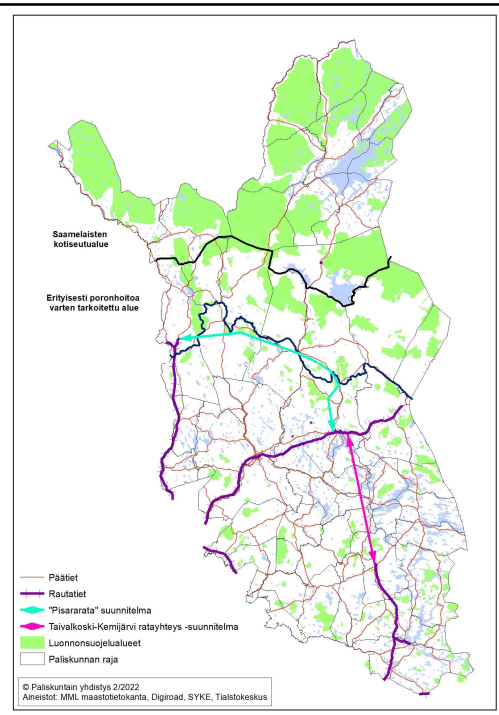 Saamelaisten
kotiseutualue
Erityisesti poronhoitoa
varten tarkoitettu alue
Päätiet
Rautatiet
"Pisararata" suunnitelma
Taivalkoski-Kemijärvi ratayhteys -suunnitelma
Luonnonsuojelualueet
Paliskunnan raja
© Paliskuntain yhdistys 2/2022
Aineistot: MML maastotietokanta, Digiroad, SYKE, Tialstokeskus